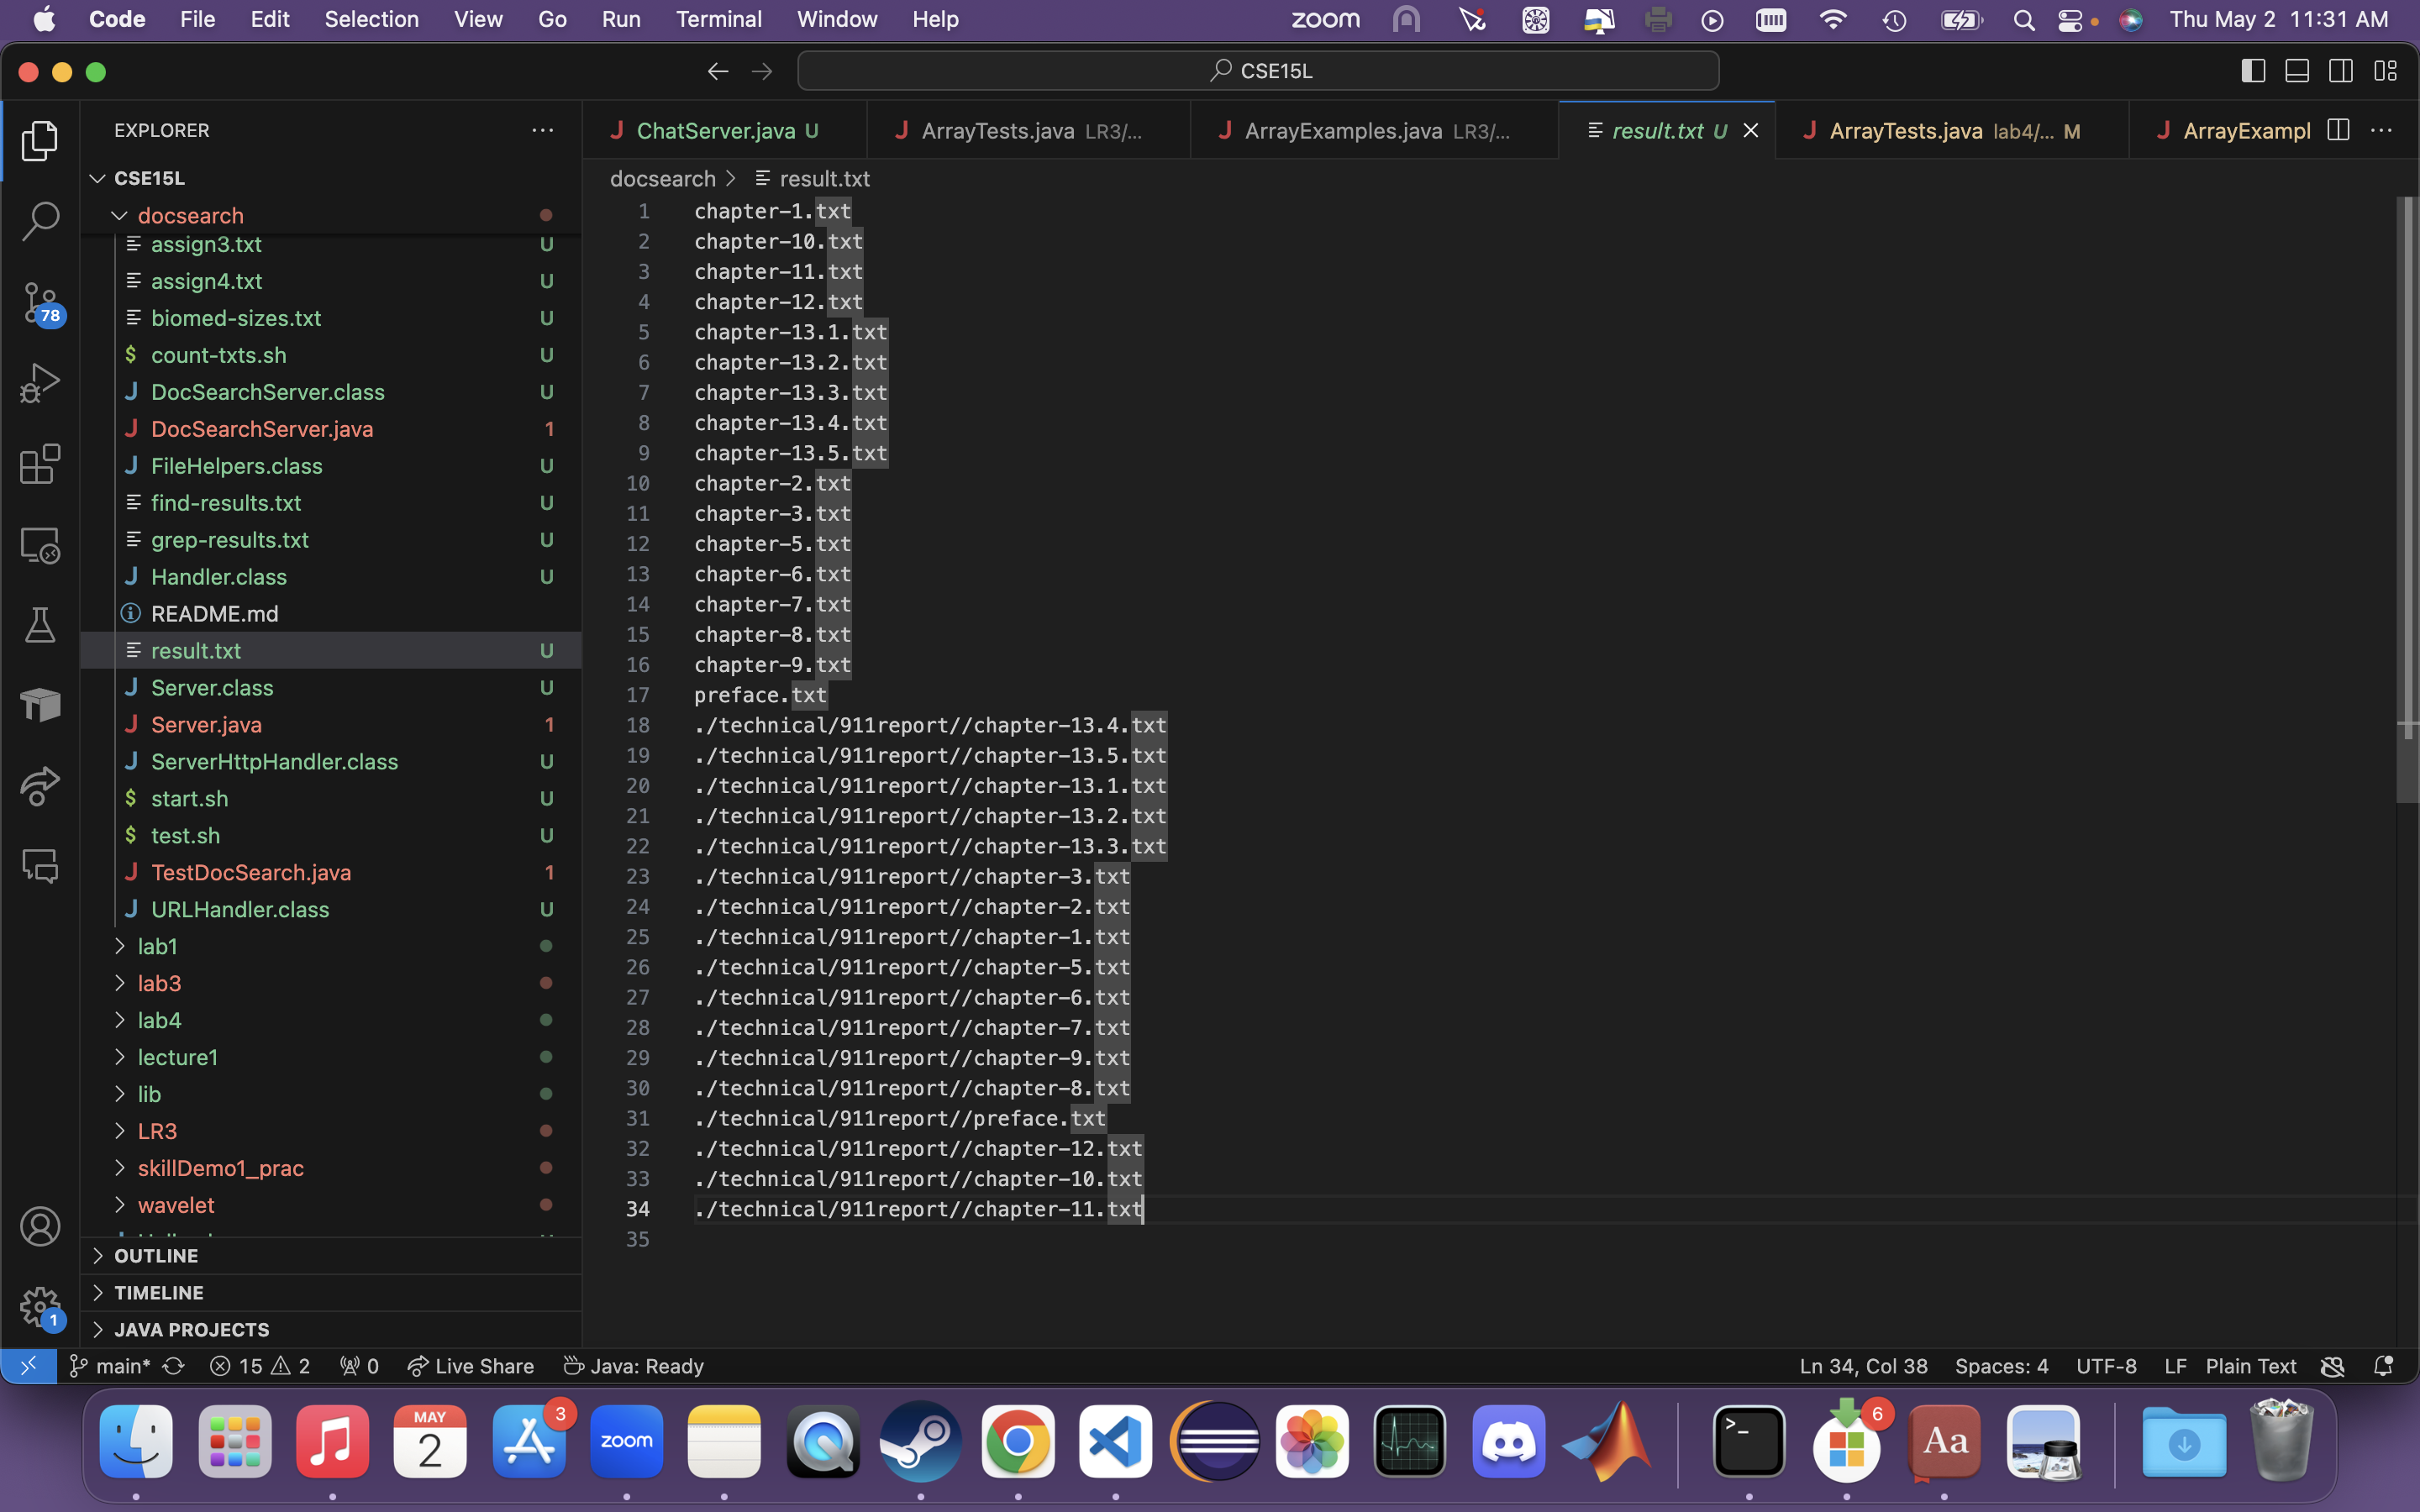 Code File Edit Selection View Go Run Terminal Window Help zoom Thu May 2 11:31 AM
CSE15L
EXPLORER
CSE15L
docsearch
assign3.txt U
assign4.txt U
biomed-sizes.txt U
$ count-txts.sh U
J DocSearchServer.class U
J DocSearchServer.java 1
J FileHelpers.class U
find-results.txt U
grep-results.txt U
J Handler.class U
README.md
result.txt U
J Server.class U
J Server.java 1
J ServerHttpHandler.class U
$ start.sh U
$ test.sh U
J TestDocSearch.java 1
J URLHandler.class U
lab1
lab3
lab4
lecture1
lib
LR3
skillDemo1_prac
wavelet
OUTLINE
TIMELINE
JAVA PROJECTS
78
1
J ChatServer.java U J ArrayTests.java LR3/... J ArrayExamples.java LR3/... result.txt U J ArrayTests.java lab4/... M J ArrayExampl
docsearch > result.txt
1 chapter-1.txt
2 chapter-10.txt
3 chapter-11.txt
4 chapter-12.txt
5 chapter-13.1.txt
6 chapter-13.2.txt
7 chapter-13.3.txt
8 chapter-13.4.txt
9 chapter-13.5.txt
10 chapter-2.txt
11 chapter-3.txt
12 chapter-5.txt
13 chapter-6.txt
14 chapter-7.txt
15 chapter-8.txt
16 chapter-9.txt
17 preface.txt
18 ./technical/911report//chapter-13.4.txt
19 ./technical/911report//chapter-13.5.txt
20 ./technical/911report//chapter-13.1.txt
21 ./technical/911report//chapter-13.2.txt
22 ./technical/911report//chapter-13.3.txt
23 ./technical/911report//chapter-3.txt
24 ./technical/911report//chapter-2.txt
25 ./technical/911report//chapter-1.txt
26 ./technical/911report//chapter-5.txt
27 ./technical/911report//chapter-6.txt
28 ./technical/911report//chapter-7.txt
29 ./technical/911report//chapter-9.txt
30 ./technical/911report//chapter-8.txt
31 ./technical/911report//preface.txt
32 ./technical/911report//chapter-12.txt
33 ./technical/911report//chapter-10.txt
34 ./technical/911report//chapter-11.txt
35
main* 15 2 0 Live Share Java: Ready Ln 34, Col 38 Spaces: 4 UTF-8 LF Plain Text
MAY
2
3
zoom
>_
6
Aa